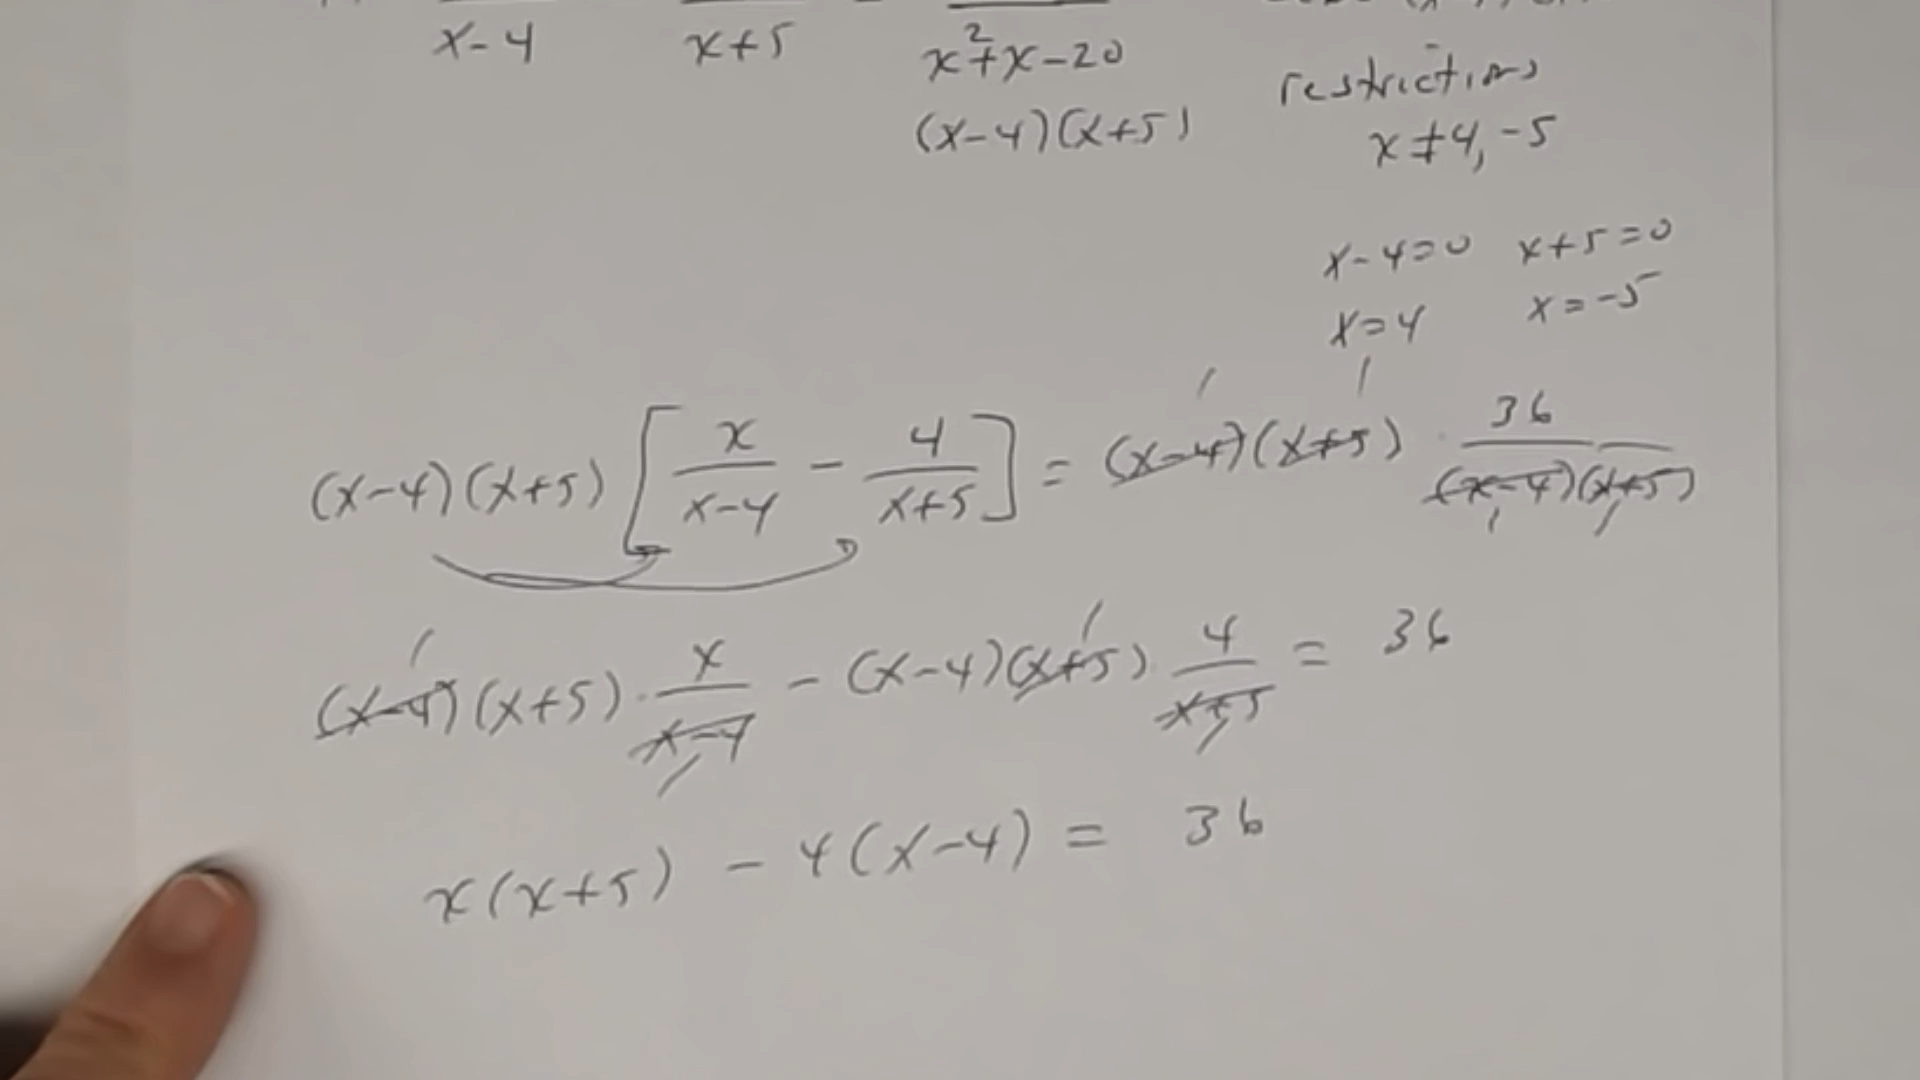 x-4 x+5 x²+x-20
(x-4)(x+5)
restrictions
x≠4,-5
x-4=0 x+5=0
x=4 x=-5
(x-4)(x+5)[x/(x-4) - 4/(x+5)] = (x-4)(x+5) · 36/((x-4)(x+5))
(x-4)(x+5) · x/(x-4) - (x-4)(x+5) · 4/(x+5) = 36
x(x+5) - 4(x-4) = 36